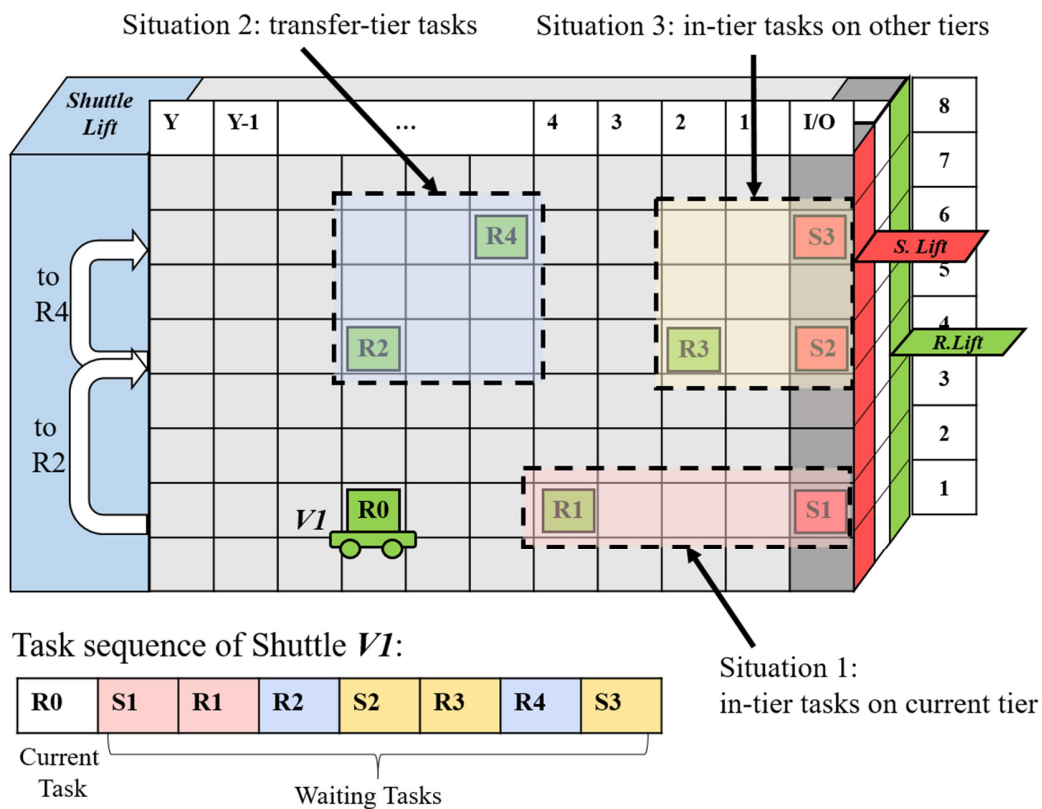 Situation 2: transfer-tier tasks
Situation 3: in-tier tasks on other tiers
Shuttle
Lift
Y Y-1 ... 4 3 2 1 I/O
8
7
6
5
4
3
2
1
R4
S3
S. Lift
to
R4
R2
R3
S2
R.Lift
to
R2
V1
R0
R1
S1
Task sequence of Shuttle V1:
Situation 1:
in-tier tasks on current tier
R0 S1 R1 R2 S2 R3 R4 S3
Current
Task
Waiting Tasks